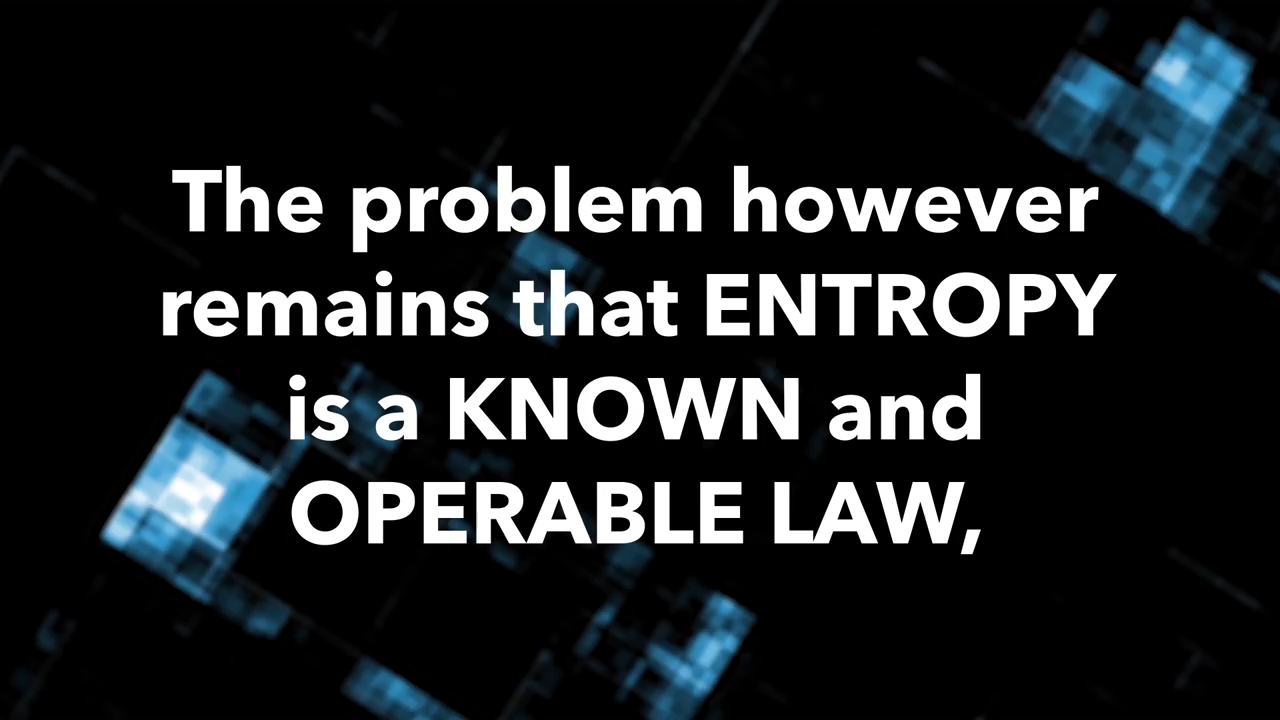 The problem however
remains that ENTROPY
is a KNOWN and
OPERABLE LAW,